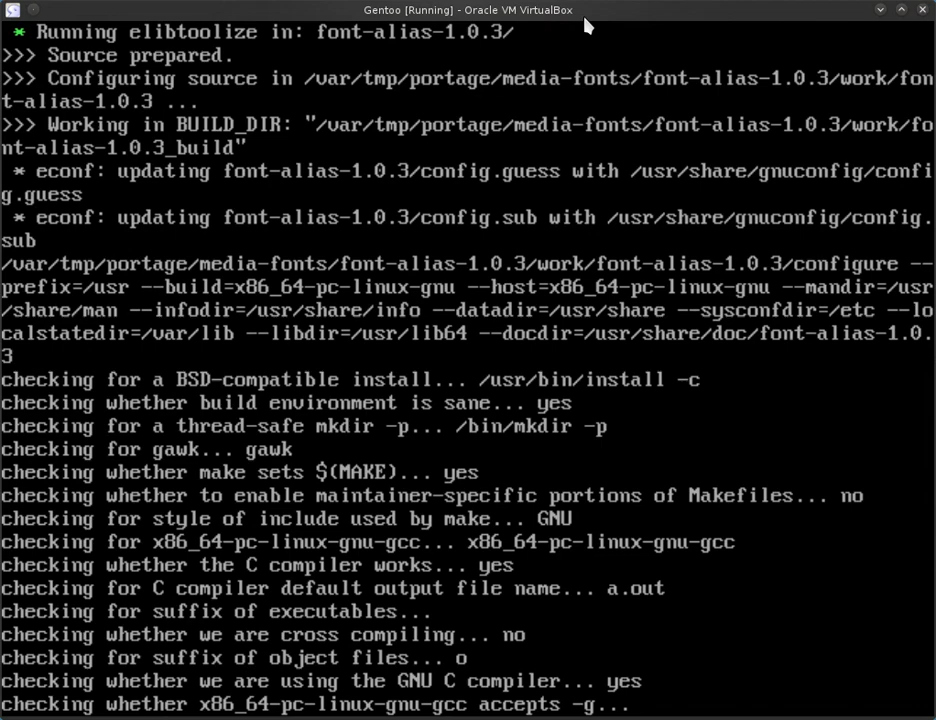 Gentoo [Running] - Oracle VM VirtualBox
* Running elibtoolize in: font-alias-1.0.3/
>>> Source prepared.
>>> Configuring source in /var/tmp/portage/media-fonts/font-alias-1.0.3/work/fon
t-alias-1.0.3 ...
>>> Working in BUILD_DIR: "/var/tmp/portage/media-fonts/font-alias-1.0.3/work/fo
nt-alias-1.0.3_build"
* econf: updating font-alias-1.0.3/config.guess with /usr/share/gnuconfig/confi
g.guess
* econf: updating font-alias-1.0.3/config.sub with /usr/share/gnuconfig/config.
sub
/var/tmp/portage/media-fonts/font-alias-1.0.3/work/font-alias-1.0.3/configure --
prefix=/usr --build=x86_64-pc-linux-gnu --host=x86_64-pc-linux-gnu --mandir=/usr
/share/man --infodir=/usr/share/info --datadir=/usr/share --sysconfdir=/etc --lo
calstatedir=/var/lib --libdir=/usr/lib64 --docdir=/usr/share/doc/font-alias-1.0.
3
checking for a BSD-compatible install... /usr/bin/install -c
checking whether build environment is sane... yes
checking for a thread-safe mkdir -p... /bin/mkdir -p
checking for gawk... gawk
checking whether make sets $(MAKE)... yes
checking whether to enable maintainer-specific portions of Makefiles... no
checking for style of include used by make... GNU
checking for x86_64-pc-linux-gnu-gcc... x86_64-pc-linux-gnu-gcc
checking whether the C compiler works... yes
checking for C compiler default output file name... a.out
checking for suffix of executables...
checking whether we are cross compiling... no
checking for suffix of object files... o
checking whether we are using the GNU C compiler... yes
checking whether x86_64-pc-linux-gnu-gcc accepts -g...